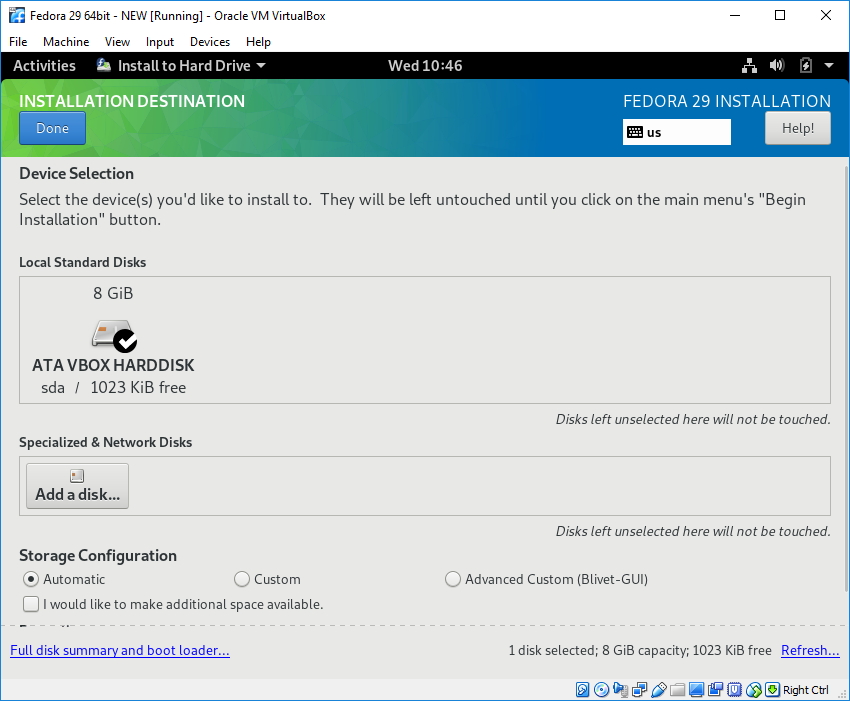 Fedora 29 64bit - NEW [Running] - Oracle VM VirtualBox
File Machine View Input Devices Help
Activities Install to Hard Drive Wed 10:46
INSTALLATION DESTINATION FEDORA 29 INSTALLATION
Done us Help!
Device Selection
Select the device(s) you'd like to install to. They will be left untouched until you click on the main menu's "Begin
Installation" button.
Local Standard Disks
8 GiB
ATA VBOX HARDDISK
sda / 1023 KiB free
Disks left unselected here will not be touched.
Specialized & Network Disks
Add a disk...
Disks left unselected here will not be touched.
Storage Configuration
Automatic Custom Advanced Custom (Blivet-GUI)
I would like to make additional space available.
Full disk summary and boot loader... 1 disk selected; 8 GiB capacity; 1023 KiB free Refresh...
Right Ctrl